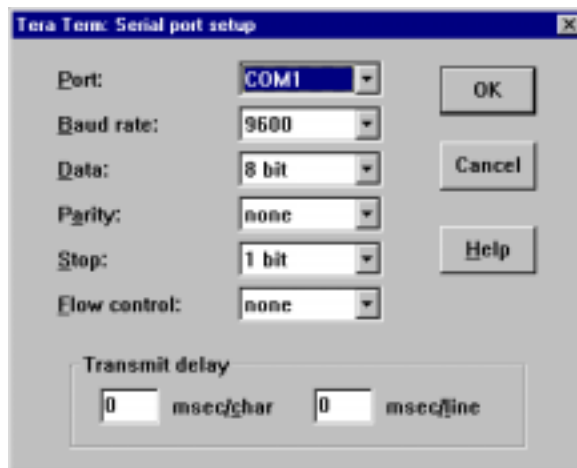 Tera Term: Serial port setup
Port: COM1
OK
Baud rate: 9600
Data: 8 bit
Cancel
Parity: none
Stop: 1 bit
Help
Flow control: none
Transmit delay
0 msec/char 0 msec/line